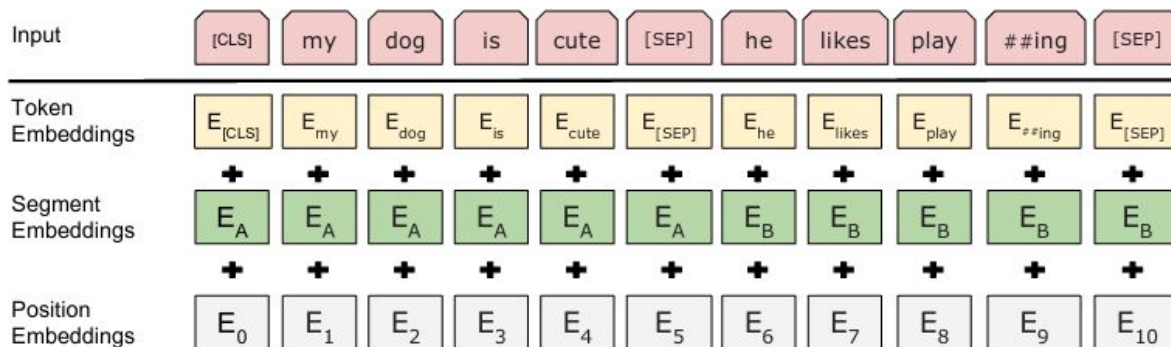 Input [CLS] my dog is cute [SEP] he likes play ##ing [SEP]
Token Embeddings E[CLS] Emy Edog Eis Ecute E[SEP] Ehe Elikes Eplay E##ing E[SEP]
+ + + + + + + + + + +
Segment Embeddings EA EA EA EA EA EA EB EB EB EB EB
+ + + + + + + + + + +
Position Embeddings E0 E1 E2 E3 E4 E5 E6 E7 E8 E9 E10